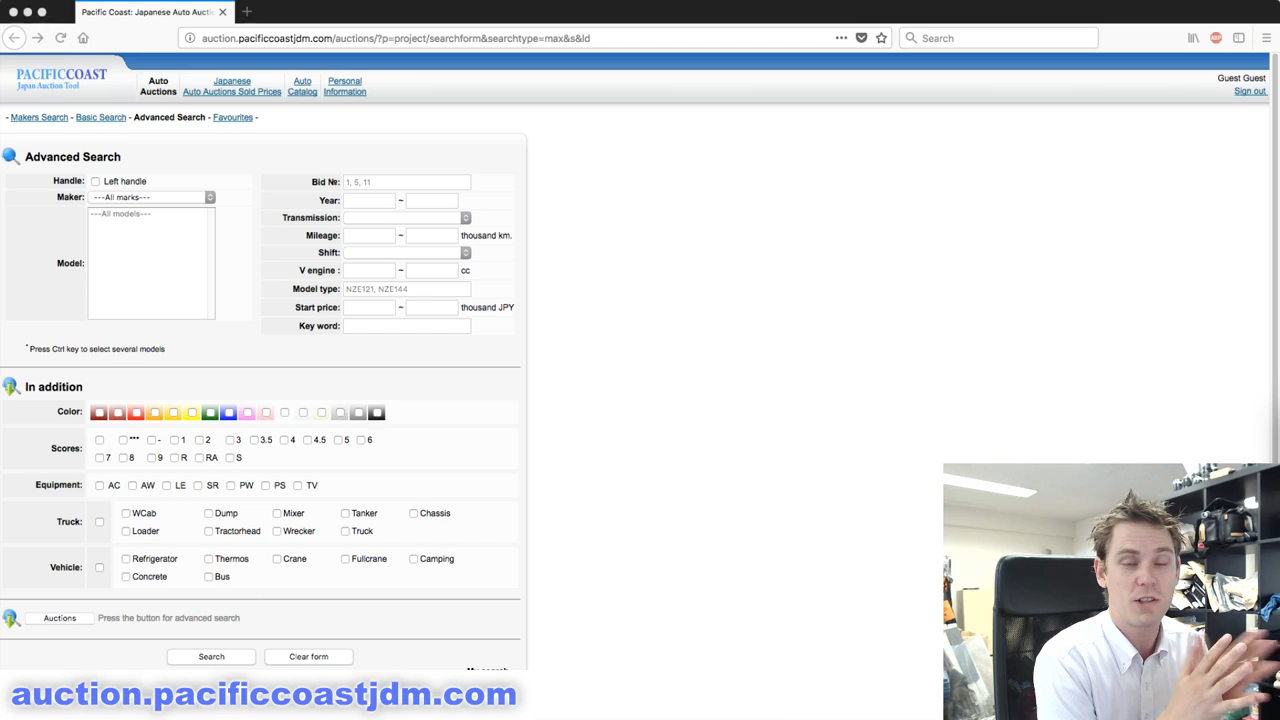 Pacific Coast: Japanese Auto Aucti
auction.pacificcoastjdm.com/auctions/?p=project/searchform&searchtype=max&s&ld
Search
PACIFICCOAST
Japan Auction Tool
Auto Auctions
Japanese Auto Auctions Sold Prices
Auto Catalog
Personal Information
Guest Guest
Sign out
- Makers Search - Basic Search - Advanced Search - Favourites -
Advanced Search
Handle: Left handle
Maker: ---All marks---
---All models---
Model:
* Press Ctrl key to select several models
Bid №: 1, 5, 11
Year: ~
Transmission:
Mileage: ~ thousand km.
Shift:
V engine : ~ cc
Model type: NZE121, NZE144
Start price: ~ thousand JPY
Key word:
In addition
Color:
Scores: *** - 1 2 3 3.5 4 4.5 5 6
7 8 9 R RA S
Equipment: AC AW LE SR PW PS TV
Truck: WCab Dump Mixer Tanker Chassis
Loader Tractorhead Wrecker Truck
Vehicle: Refrigerator Thermos Crane Fullcrane Camping
Concrete Bus
Auctions Press the button for advanced search
Search Clear form
auction.pacificcoastjdm.com